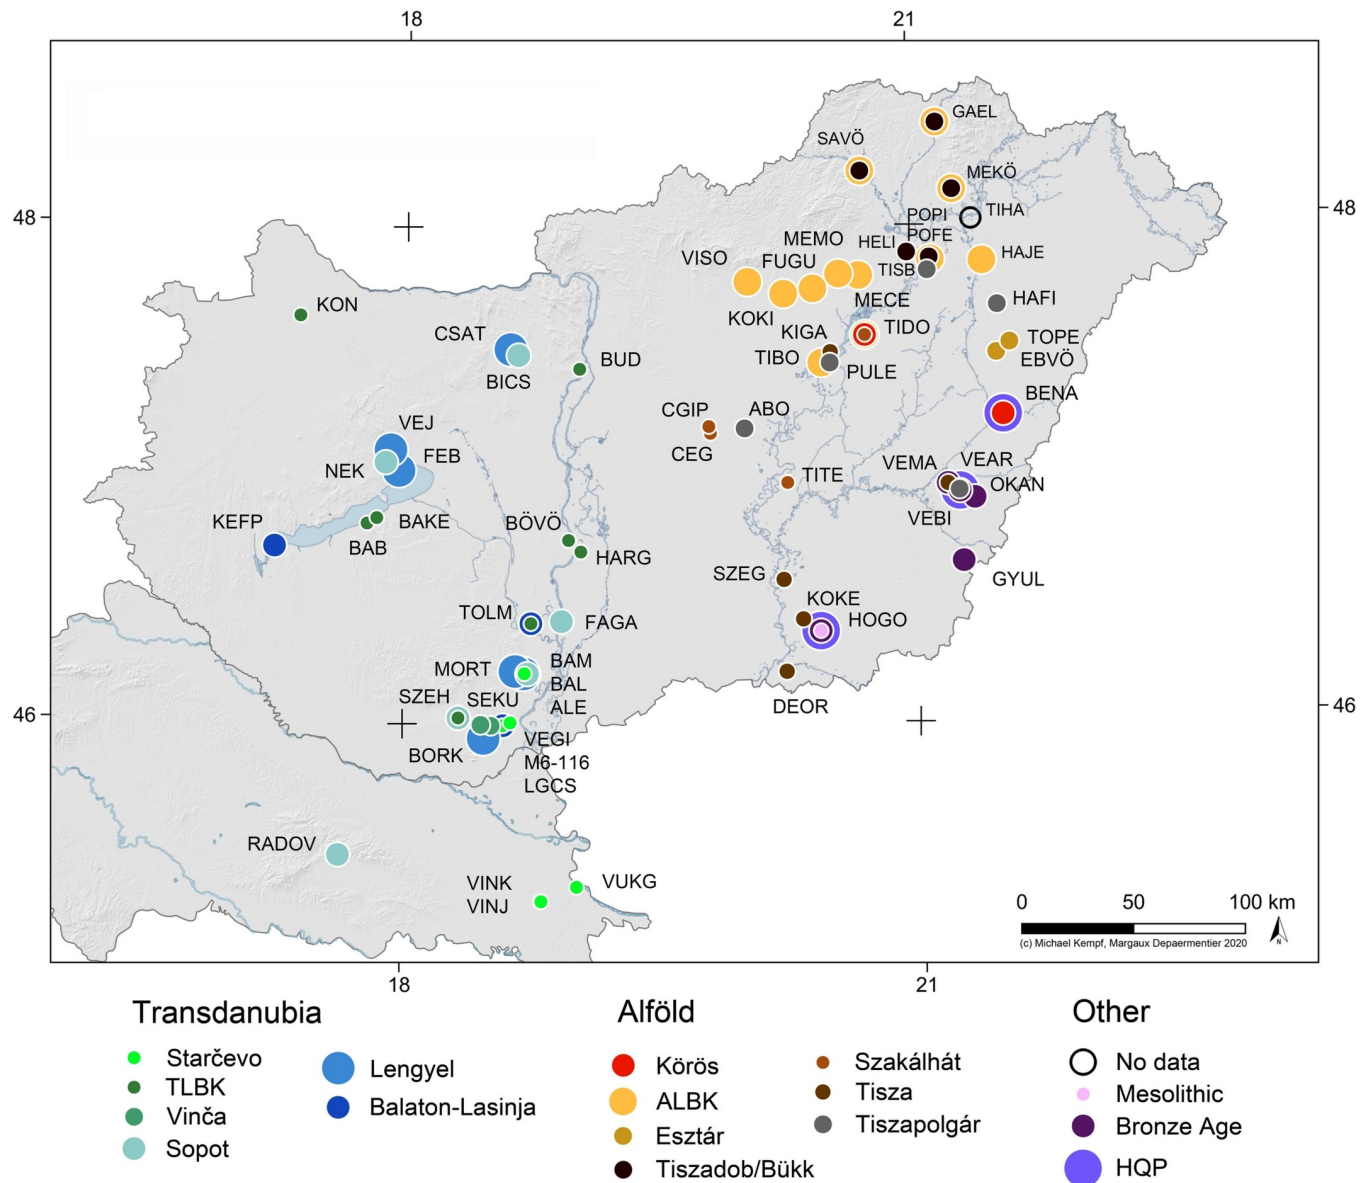 18
21
GAEL
SAVÖ
MEKÖ
48
48
TIHA
POPI
POFE
MEMO
HELI
VISO
FUGU
TISB
HAJE
KON
HAFI
MECE
KOKI
CSAT
KIGA
TIDO
TOPE
BUD
TIBO
EBVÖ
BICS
PULE
BENA
CGIP
ABO
VEJ
CEG
FEB
VEMA
VEAR
NEK
TITE
OKAN
KEFP
BAKE
BÖVÖ
VEBI
BAB
HARG
SZEG
GYUL
KOKE
TOLM
FAGA
HOGO
MORT
BAM
SZEH
SEKU
BAL
ALE
DEOR
46
46
BORK
VEGI
M6-116
LGCS
RADOV
VINK
VUKG
VINJ
0 50 100 km
(c) Michael Kempf, Margaux Depaermentier 2020
N
18
21
Transdanubia
Starčevo
TLBK
Vinča
Sopot
Lengyel
Balaton-Lasinja
Alföld
Körös
ALBK
Esztár
Tiszadob/Bükk
Szakálhát
Tisza
Tiszapolgár
Other
No data
Mesolithic
Bronze Age
HQP